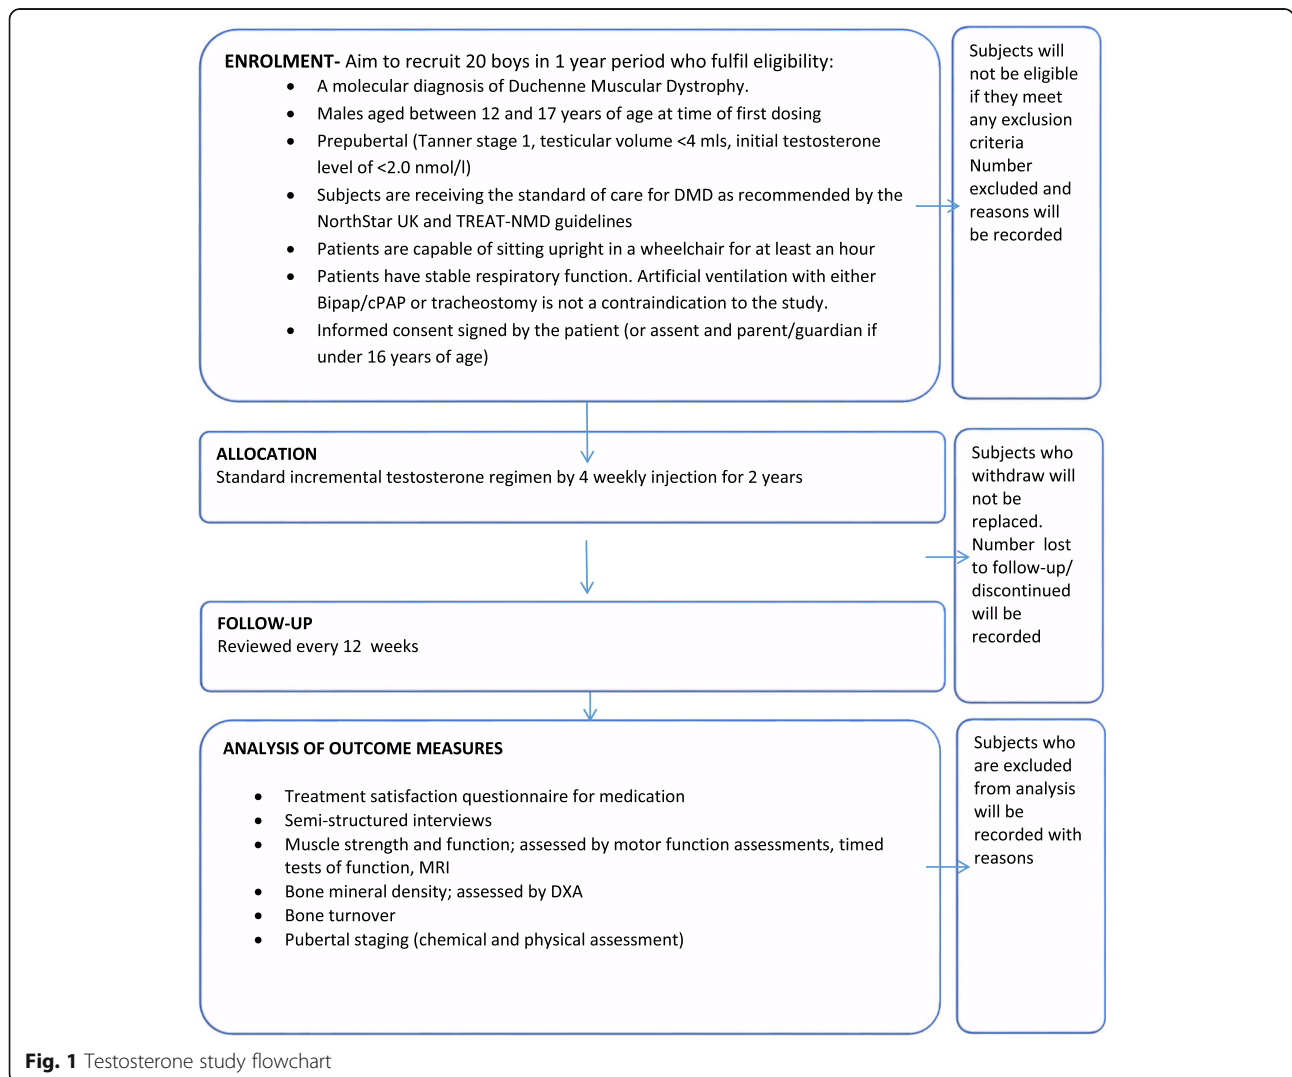 ENROLMENT- Aim to recruit 20 boys in 1 year period who fulfil eligibility:
• A molecular diagnosis of Duchenne Muscular Dystrophy.
• Males aged between 12 and 17 years of age at time of first dosing
• Prepubertal (Tanner stage 1, testicular volume <4 mls, initial testosterone
level of <2.0 nmol/l)
• Subjects are receiving the standard of care for DMD as recommended by the
NorthStar UK and TREAT-NMD guidelines
• Patients are capable of sitting upright in a wheelchair for at least an hour
• Patients have stable respiratory function. Artificial ventilation with either
Bipap/cPAP or tracheostomy is not a contraindication to the study.
• Informed consent signed by the patient (or assent and parent/guardian if
under 16 years of age)
Subjects will
not be eligible
if they meet
any exclusion
criteria
Number
excluded and
reasons will
be recorded
ALLOCATION
Standard incremental testosterone regimen by 4 weekly injection for 2 years
Subjects who
withdraw will
not be
replaced.
Number lost
to follow-up/
discontinued
will be
recorded
FOLLOW-UP
Reviewed every 12 weeks
ANALYSIS OF OUTCOME MEASURES
• Treatment satisfaction questionnaire for medication
• Semi-structured interviews
• Muscle strength and function; assessed by motor function assessments, timed
tests of function, MRI
• Bone mineral density; assessed by DXA
• Bone turnover
• Pubertal staging (chemical and physical assessment)
Subjects who
are excluded
from analysis
will be
recorded with
reasons
Fig. 1 Testosterone study flowchart